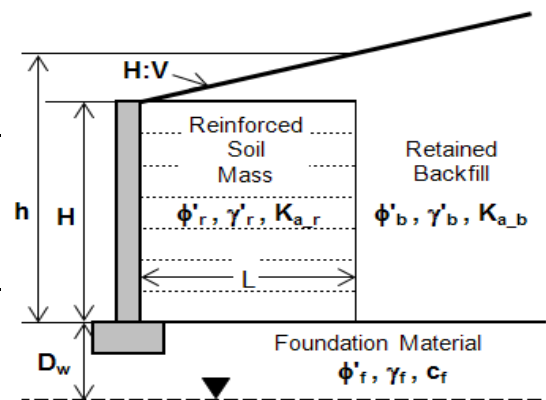 H:V
Reinforced
Soil
Mass
ϕ'r , γ'r , Ka_r
Retained
Backfill
ϕ'b , γ'b , Ka_b
h
H
L
Foundation Material
ϕ'f , γf , cf
Dw